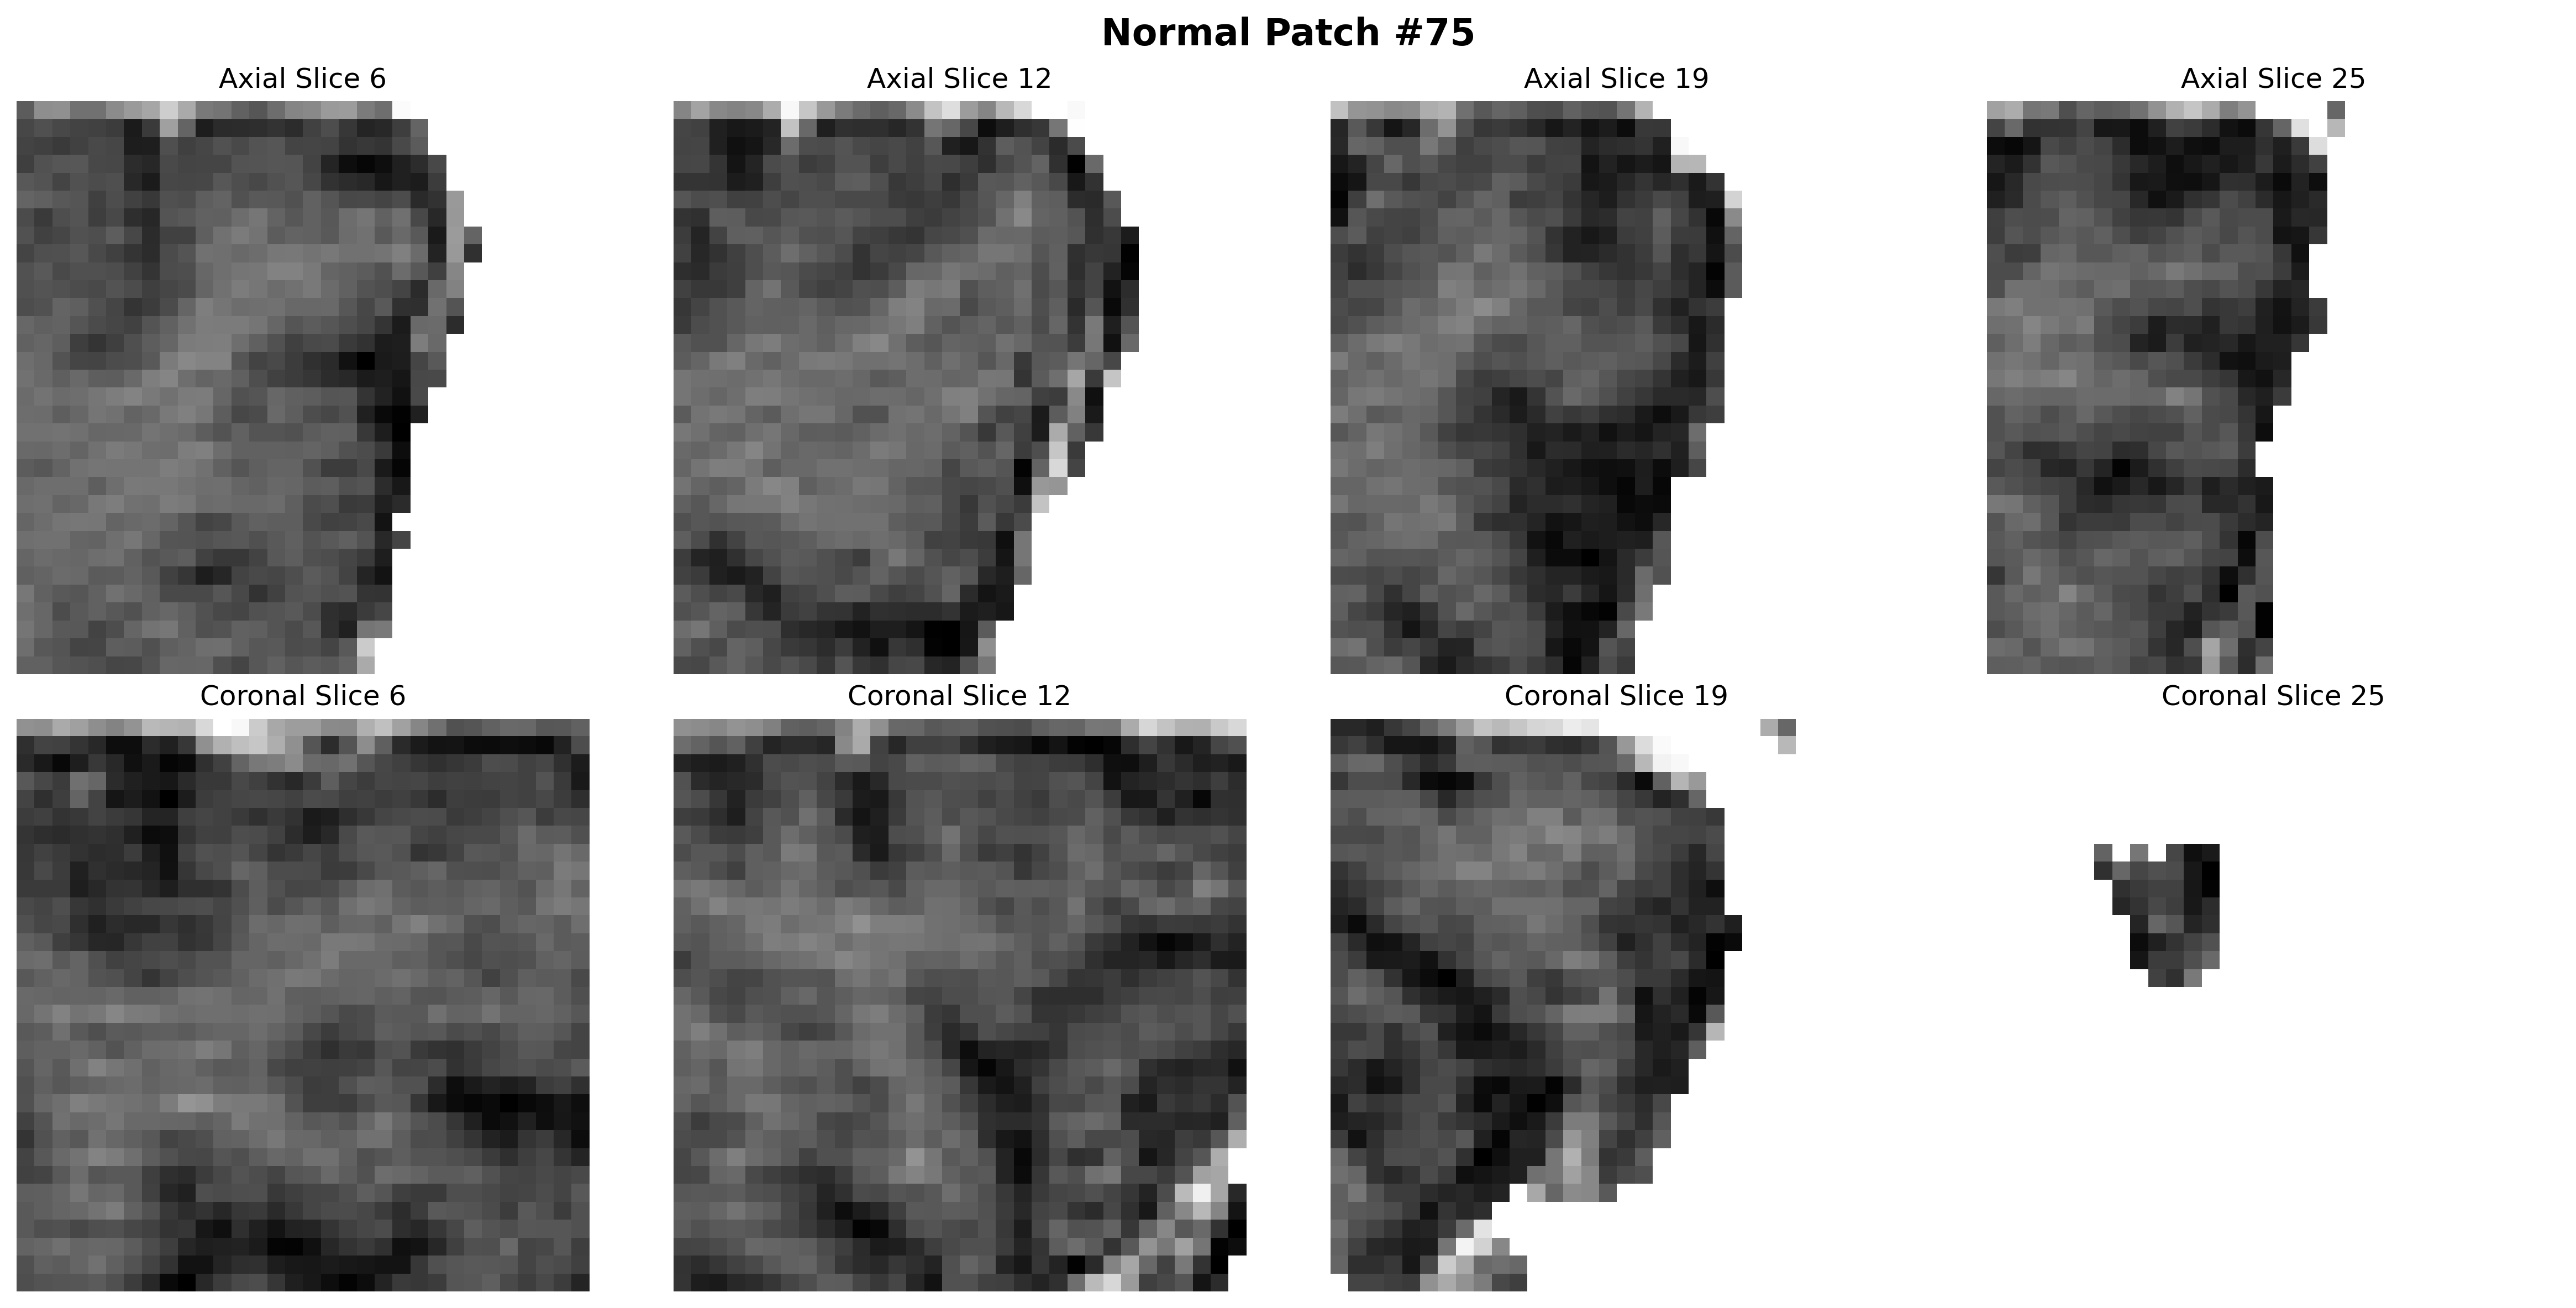 Normal Patch #75
Axial Slice 6
Axial Slice 12
Axial Slice 19
Axial Slice 25
Coronal Slice 6
Coronal Slice 12
Coronal Slice 19
Coronal Slice 25